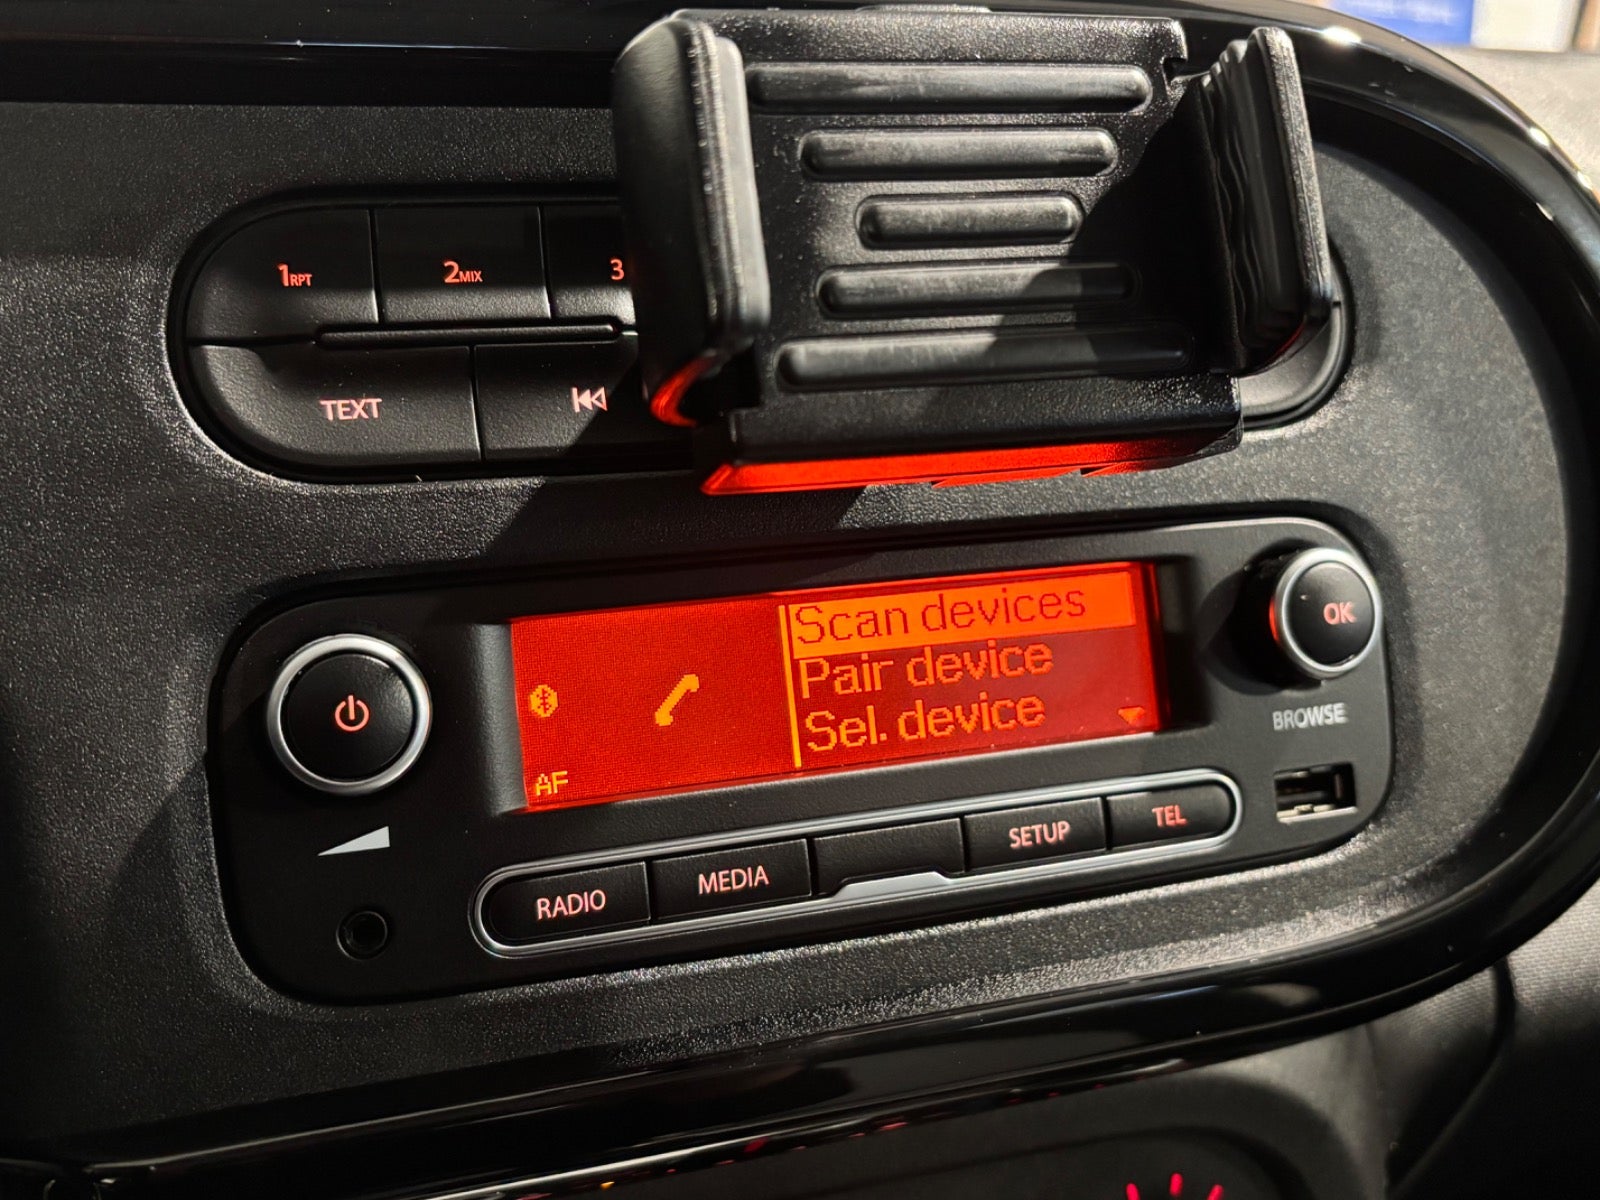 1RPT
2MIX
3
TEXT
Scan devices
Pair device
Sel. device
AF
OK
BROWSE
RADIO
MEDIA
SETUP
TEL